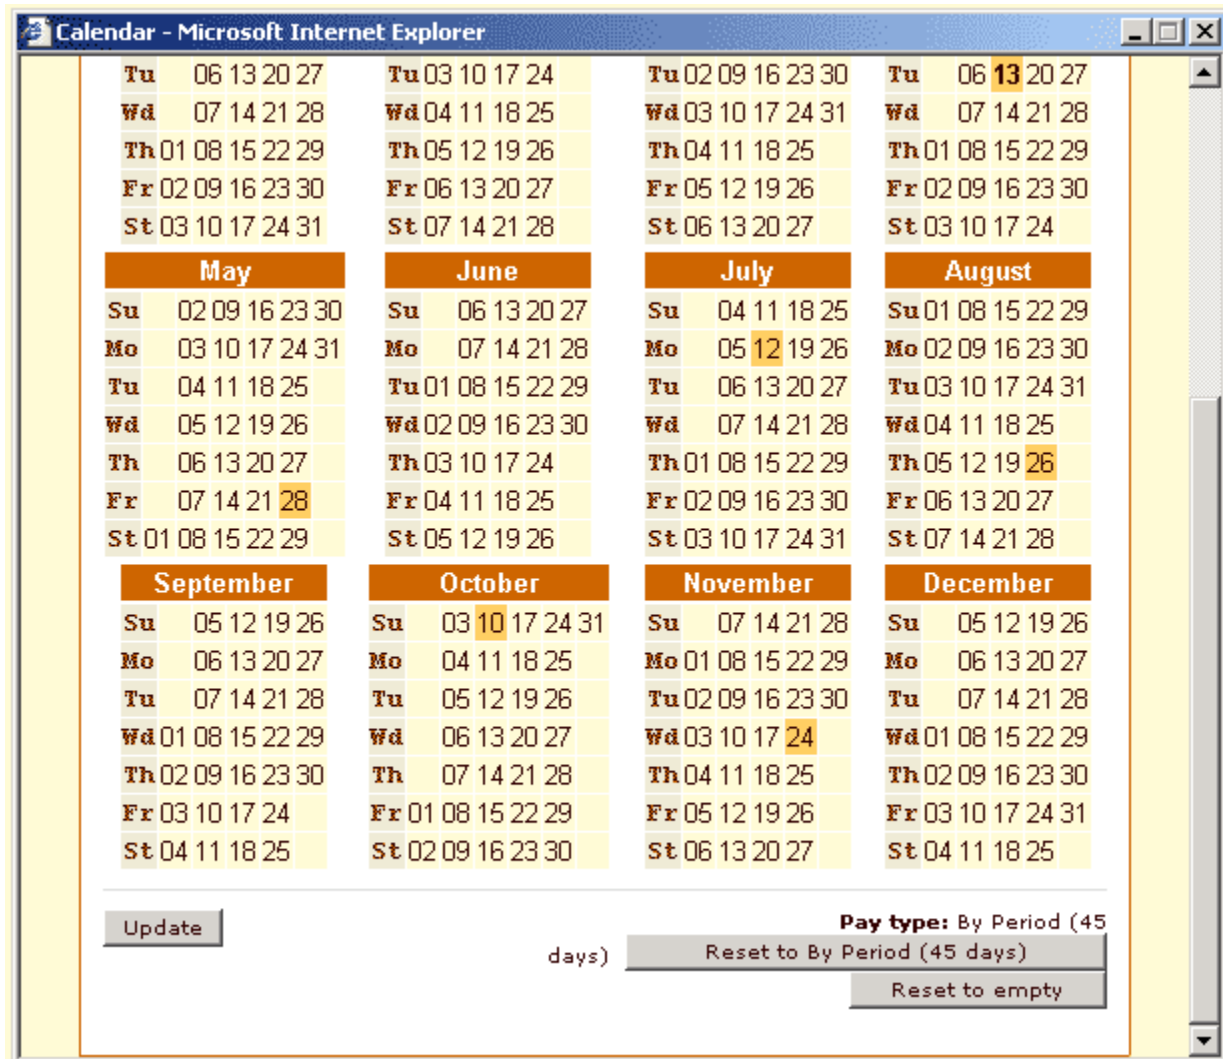 Calendar - Microsoft Internet Explorer
Tu 06 13 20 27 Tu 03 10 17 24 Tu 02 09 16 23 30 Tu 06 13 20 27
Wd 07 14 21 28 Wd 04 11 18 25 Wd 03 10 17 24 31 Wd 07 14 21 28
Th 01 08 15 22 29 Th 05 12 19 26 Th 04 11 18 25 Th 01 08 15 22 29
Fr 02 09 16 23 30 Fr 06 13 20 27 Fr 05 12 19 26 Fr 02 09 16 23 30
St 03 10 17 24 31 St 07 14 21 28 St 06 13 20 27 St 03 10 17 24
May June July August
Su 02 09 16 23 30 Su 06 13 20 27 Su 04 11 18 25 Su 01 08 15 22 29
Mo 03 10 17 24 31 Mo 07 14 21 28 Mo 05 12 19 26 Mo 02 09 16 23 30
Tu 04 11 18 25 Tu 01 08 15 22 29 Tu 06 13 20 27 Tu 03 10 17 24 31
Wd 05 12 19 26 Wd 02 09 16 23 30 Wd 07 14 21 28 Wd 04 11 18 25
Th 06 13 20 27 Th 03 10 17 24 Th 01 08 15 22 29 Th 05 12 19 26
Fr 07 14 21 28 Fr 04 11 18 25 Fr 02 09 16 23 30 Fr 06 13 20 27
St 01 08 15 22 29 St 05 12 19 26 St 03 10 17 24 31 St 07 14 21 28
September October November December
Su 05 12 19 26 Su 03 10 17 24 31 Su 07 14 21 28 Su 05 12 19 26
Mo 06 13 20 27 Mo 04 11 18 25 Mo 01 08 15 22 29 Mo 06 13 20 27
Tu 07 14 21 28 Tu 05 12 19 26 Tu 02 09 16 23 30 Tu 07 14 21 28
Wd 01 08 15 22 29 Wd 06 13 20 27 Wd 03 10 17 24 Wd 01 08 15 22 29
Th 02 09 16 23 30 Th 07 14 21 28 Th 04 11 18 25 Th 02 09 16 23 30
Fr 03 10 17 24 Fr 01 08 15 22 29 Fr 05 12 19 26 Fr 03 10 17 24 31
St 04 11 18 25 St 02 09 16 23 30 St 06 13 20 27 St 04 11 18 25
Update Pay type: By Period (45
days) Reset to By Period (45 days)
Reset to empty